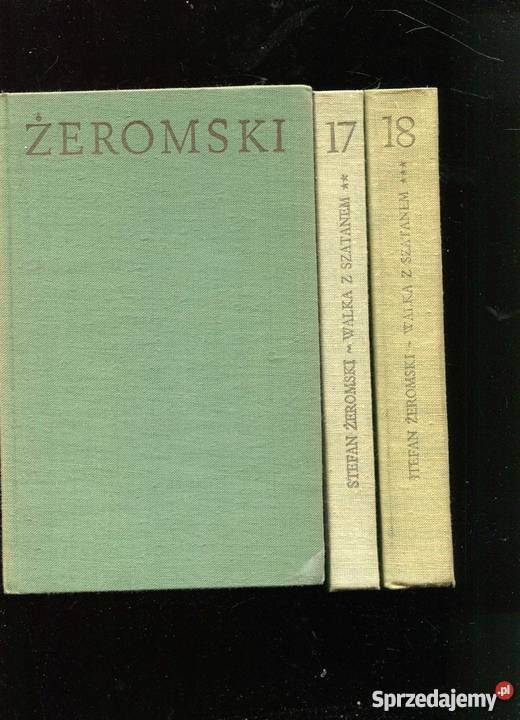 ŻEROMSKI
17
STEFAN ŻEROMSKI ~ WALKA Z SZATANEM **
18
STEFAN ŻEROMSKI ~ WALKA Z SZATANEM ***
Sprzedajemy.pl